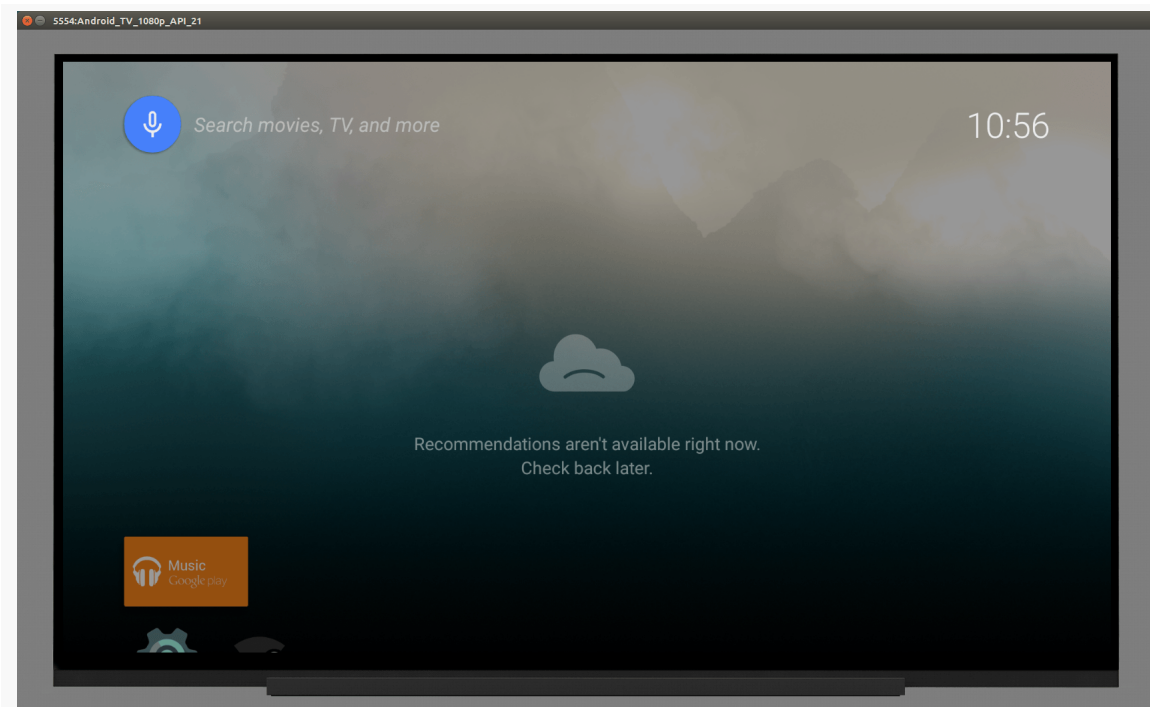 5554:Android_TV_1080p_API_21
Search movies, TV, and more
10:56
Recommendations aren't available right now.
Check back later.
Music
Google play